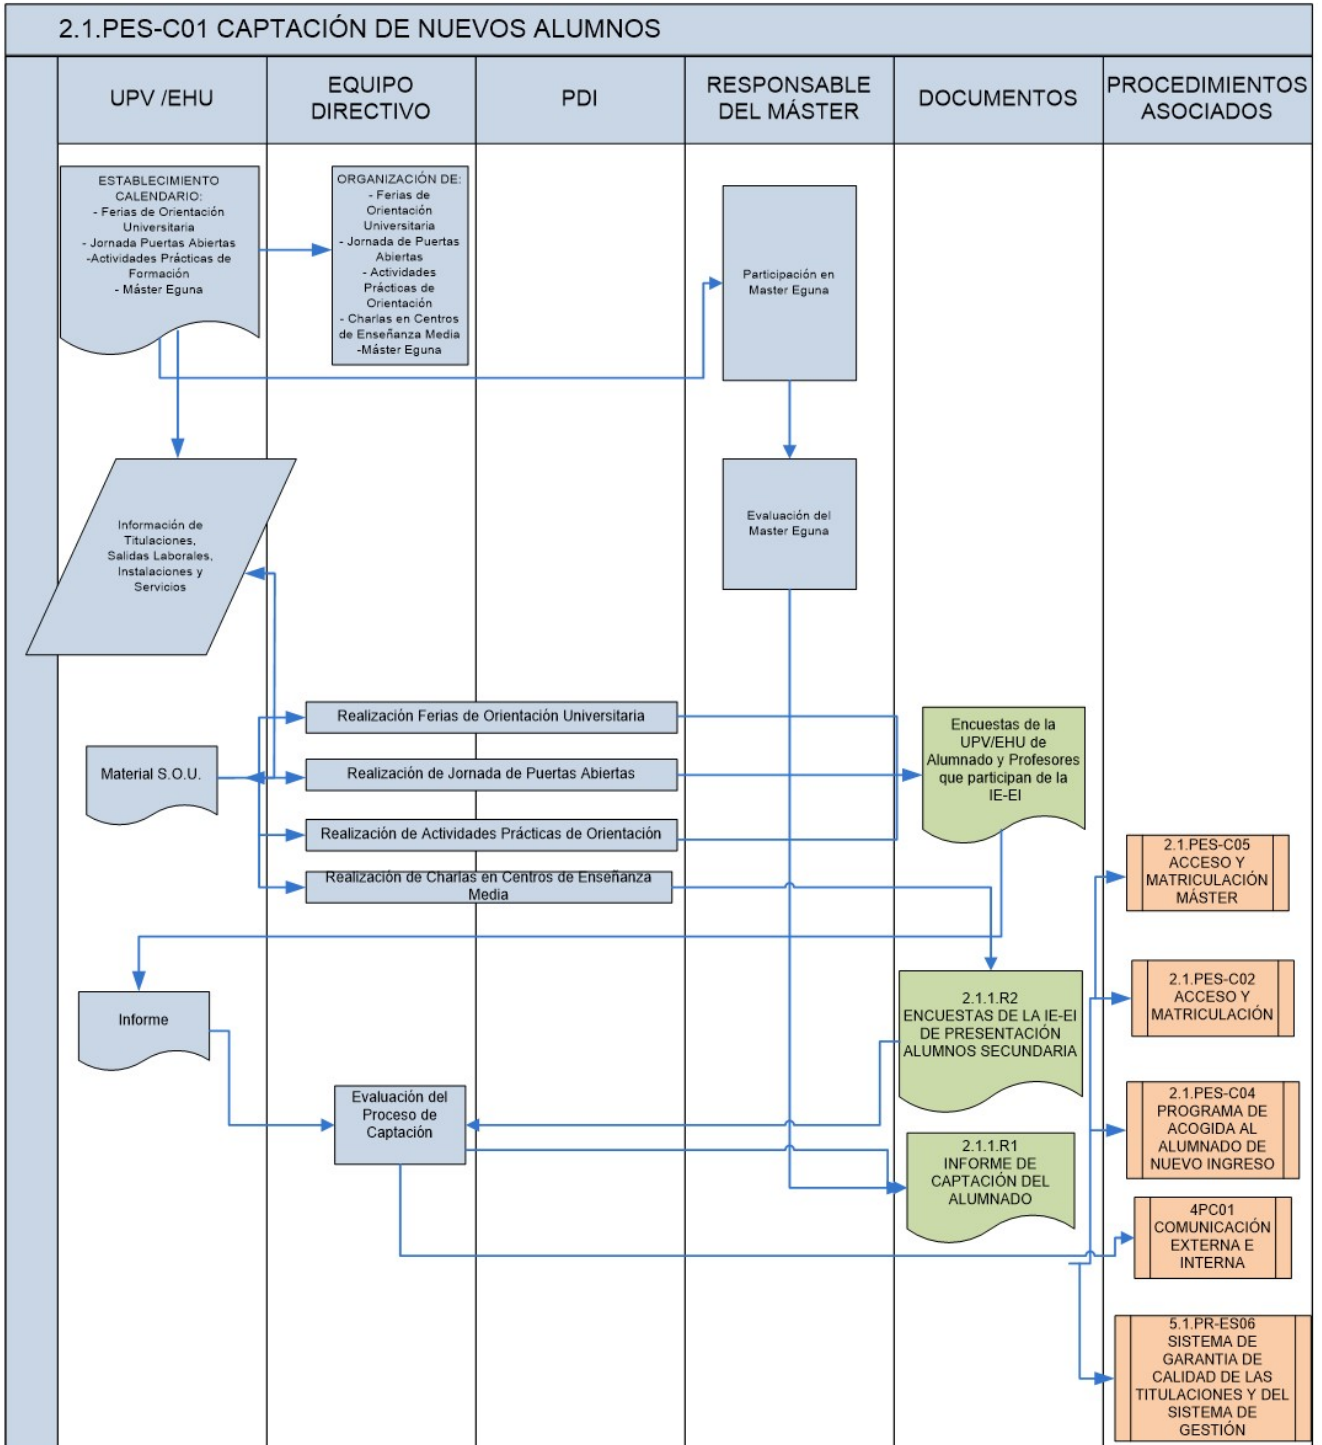 2.1.PES-C01 CAPTACIÓN DE NUEVOS ALUMNOS
UPV /EHU
EQUIPO
DIRECTIVO
PDI
RESPONSABLE
DEL MÁSTER
DOCUMENTOS
PROCEDIMIENTOS
ASOCIADOS
ESTABLECIMIENTO
CALENDARIO:
- Ferias de Orientación
Universitaria
- Jornada Puertas Abiertas
-Actividades Prácticas de
Formación
- Máster Eguna
ORGANIZACIÓN DE:
- Ferias de
Orientación
Universitaria
- Jornada de Puertas
Abiertas
- Actividades
Prácticas de
Orientación
- Charlas en Centros
de Enseñanza Media
-Máster Eguna
Participación en
Master Eguna
Información de
Titulaciones,
Salidas Laborales,
Instalaciones y
Servicios
Evaluación del
Master Eguna
Material S.O.U.
Realización Ferias de Orientación Universitaria
Realización de Jornada de Puertas Abiertas
Realización de Actividades Prácticas de Orientación
Realización de Charlas en Centros de Enseñanza
Media
Encuestas de la
UPV/EHU de
Alumnado y Profesores
que participan de la
IE-EI
2.1.PES-C05
ACCESO Y
MATRICULACIÓN
MÁSTER
Informe
2.1.1.R2
ENCUESTAS DE LA IE-EI
DE PRESENTACIÓN
ALUMNOS SECUNDARIA
2.1.PES-C02
ACCESO Y
MATRICULACIÓN
Evaluación del
Proceso de
Captación
2.1.1.R1
INFORME DE
CAPTACIÓN DEL
ALUMNADO
2.1.PES-C04
PROGRAMA DE
ACOGIDA AL
ALUMNADO DE
NUEVO INGRESO
4PC01
COMUNICACIÓN
EXTERNA E
INTERNA
5.1.PR-ES06
SISTEMA DE
GARANTIA DE
CALIDAD DE LAS
TITULACIONES Y DEL
SISTEMA DE
GESTIÓN